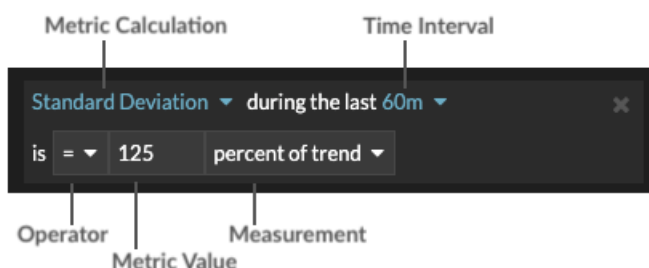 Metric Calculation Time Interval
Standard Deviation during the last 60m
is = 125 percent of trend
Operator Measurement
Metric Value